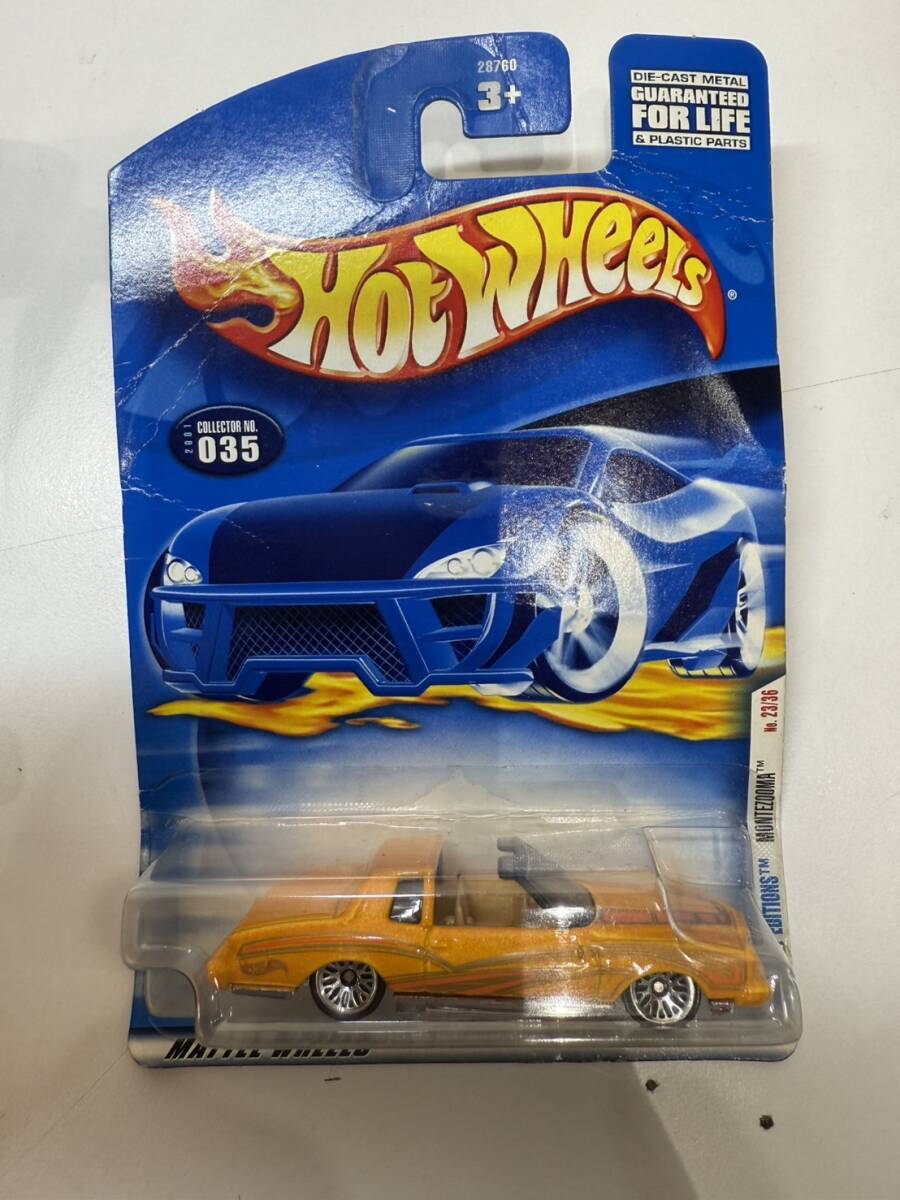 28760
3+
DIE-CAST METAL
GUARANTEED
FOR LIFE
& PLASTIC PARTS
HOT WHEELS®
2001
COLLECTOR NO.
035
EDITIONS™ MONTEZOOMA™ No. 23/36
MATTEL WHEELS